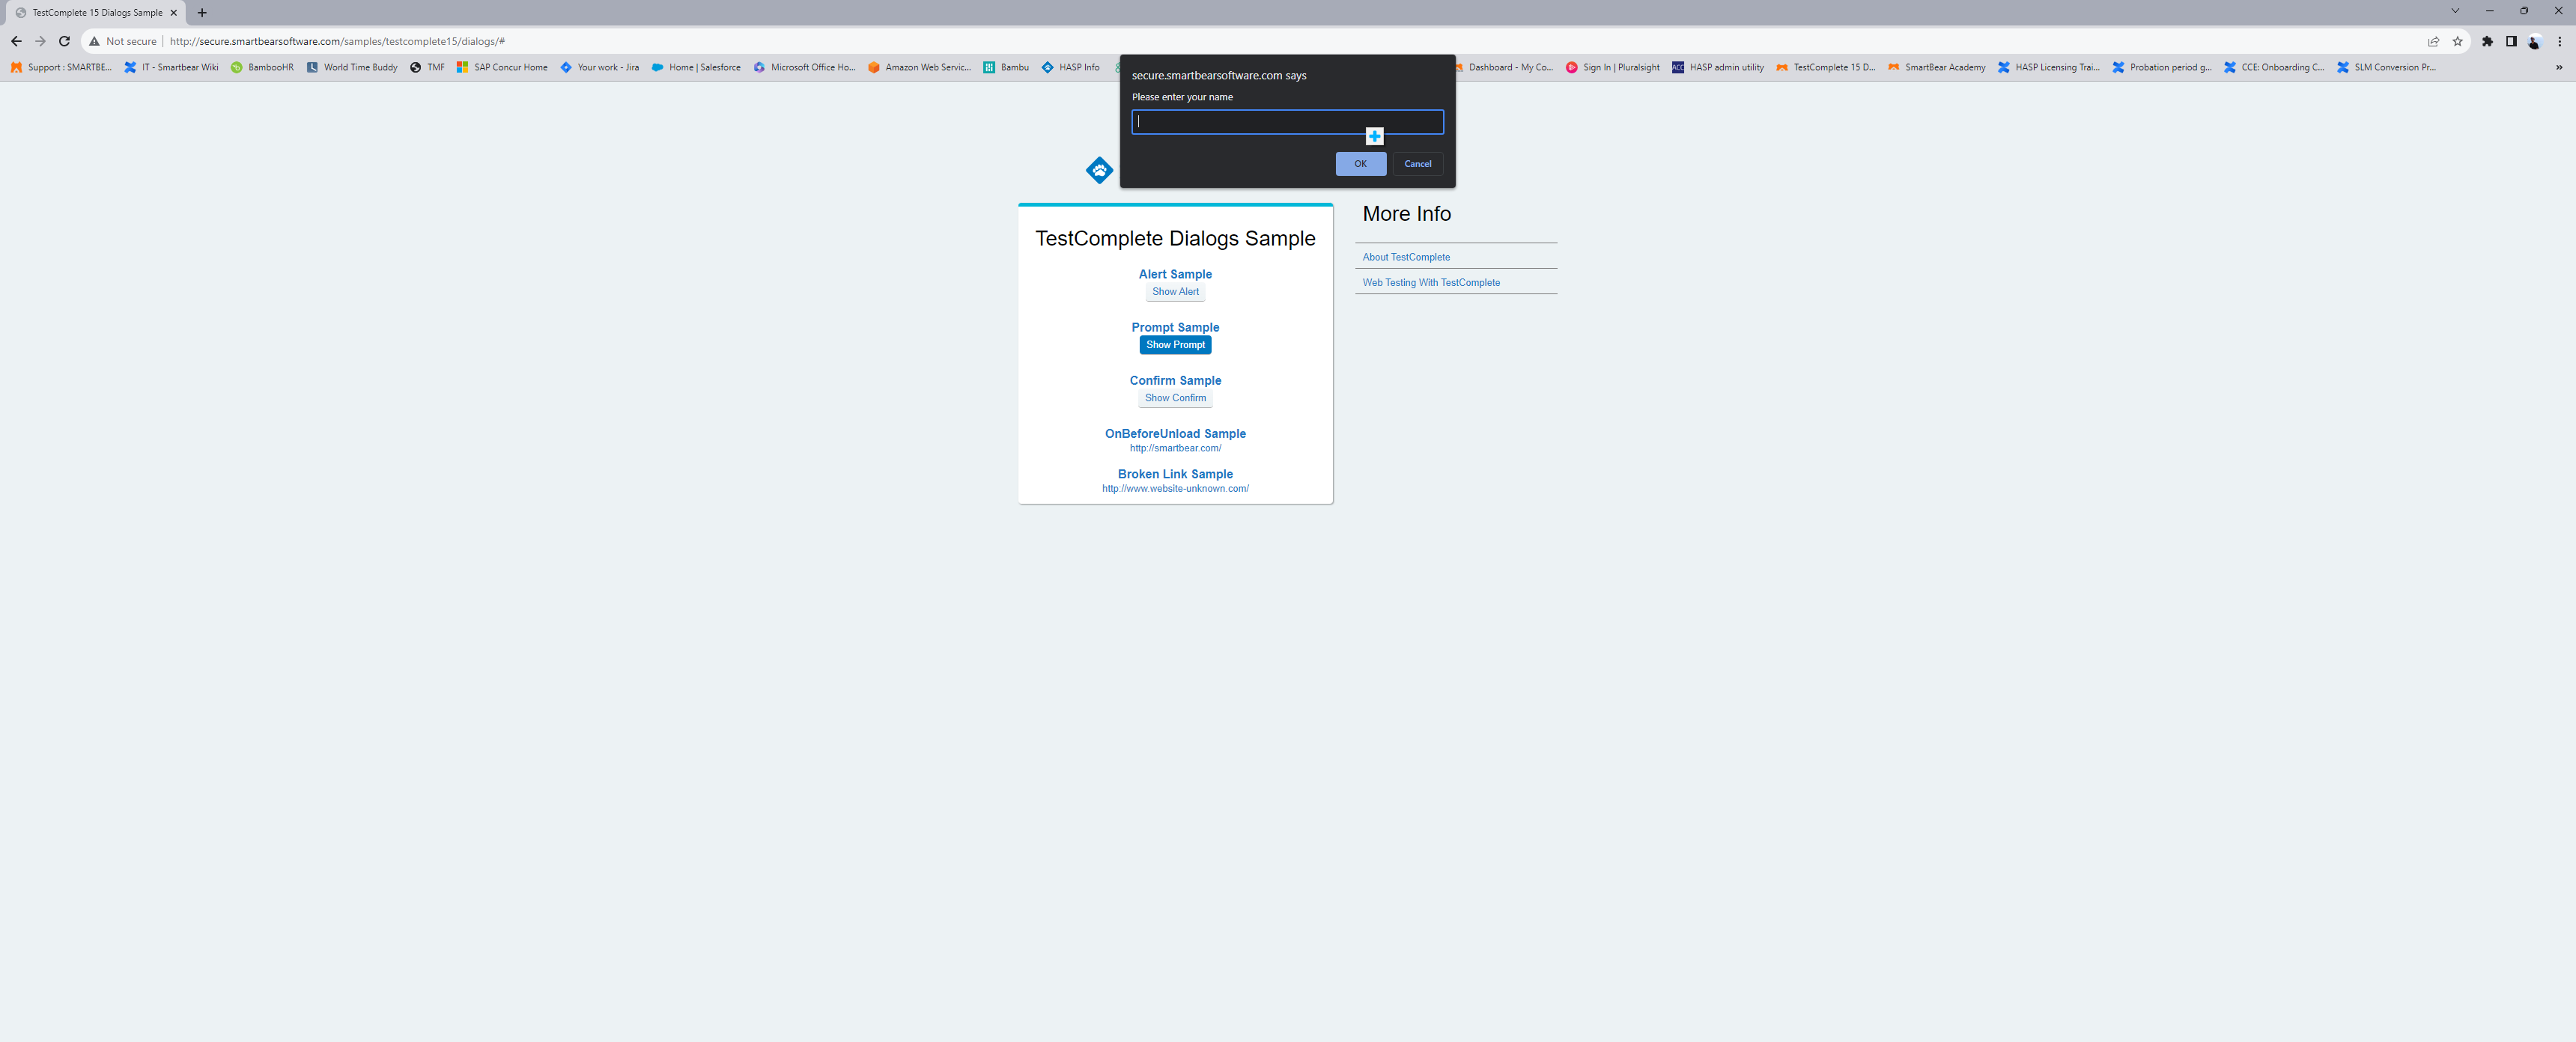 TestComplete 15 Dialogs Sample
Not secure | http://secure.smartbearsoftware.com/samples/testcomplete15/dialogs/#
Support : SMARTBE... IT - Smartbear Wiki BambooHR World Time Buddy TMF SAP Concur Home Your work - Jira Home | Salesforce Microsoft Office Ho... Amazon Web Servic... Bambu HASP Info Dashboard - My Co... Sign In | Pluralsight HASP admin utility TestComplete 15 D... SmartBear Academy HASP Licensing Trai... Probation period g... CCE: Onboarding C... SLM Conversion Pr... »
secure.smartbearsoftware.com says
Please enter your name
OK Cancel
TestComplete Dialogs Sample
Alert Sample
Show Alert
Prompt Sample
Show Prompt
Confirm Sample
Show Confirm
OnBeforeUnload Sample
http://smartbear.com/
Broken Link Sample
http://www.website-unknown.com/
More Info
About TestComplete
Web Testing With TestComplete